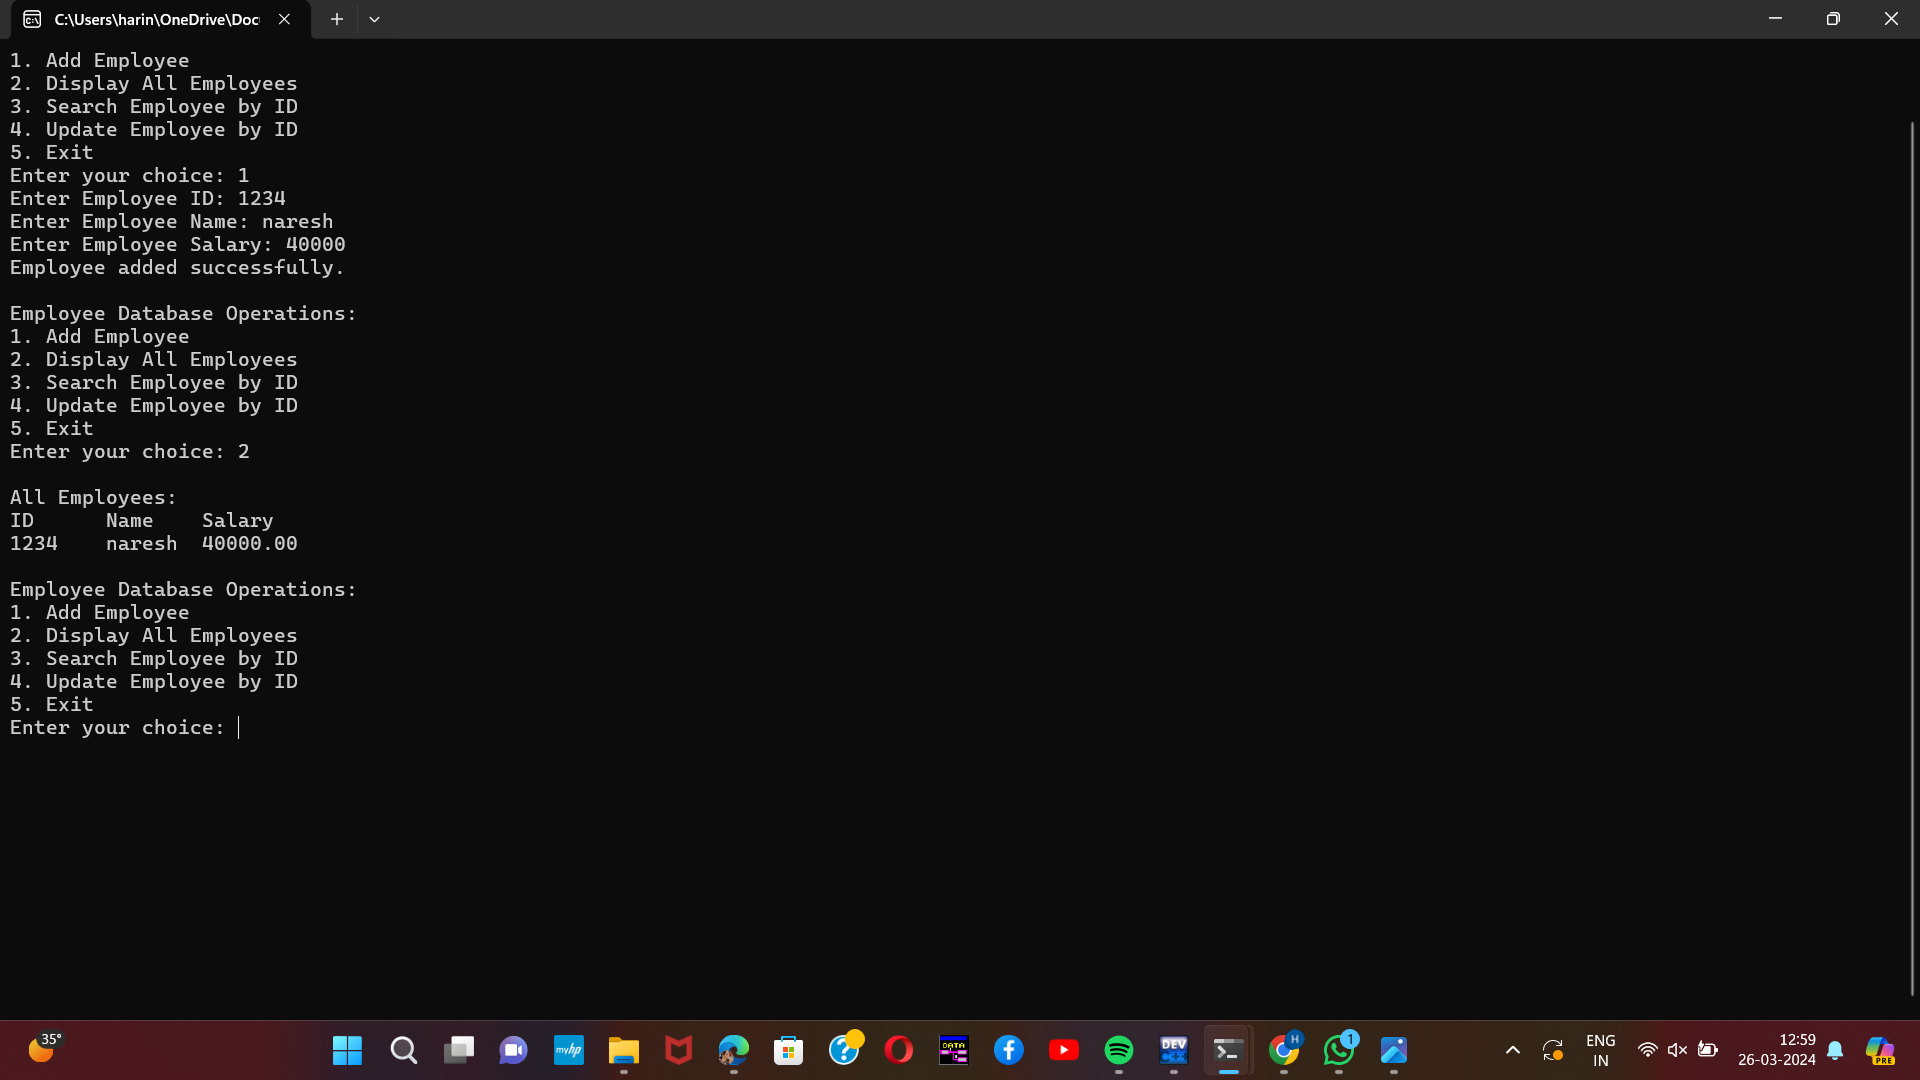 C:\Users\harin\OneDrive\Doc
1. Add Employee
2. Display All Employees
3. Search Employee by ID
4. Update Employee by ID
5. Exit
Enter your choice: 1
Enter Employee ID: 1234
Enter Employee Name: naresh
Enter Employee Salary: 40000
Employee added successfully.
Employee Database Operations:
1. Add Employee
2. Display All Employees
3. Search Employee by ID
4. Update Employee by ID
5. Exit
Enter your choice: 2
All Employees:
ID Name Salary
1234 naresh 40000.00
Employee Database Operations:
1. Add Employee
2. Display All Employees
3. Search Employee by ID
4. Update Employee by ID
5. Exit
Enter your choice:
35°
myhp
DATA
DEV
H
1
ENG
IN
12:59
26-03-2024
PRE